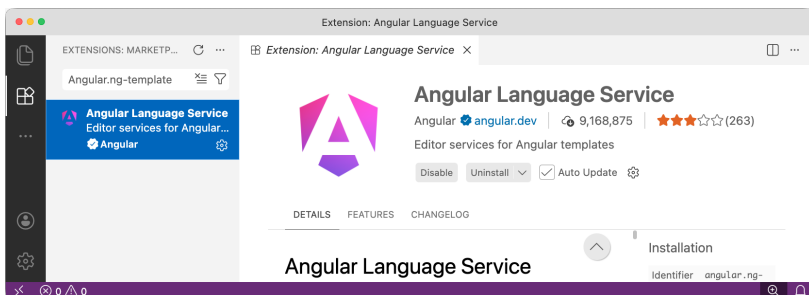 Extension: Angular Language Service
EXTENSIONS: MARKETP...
Angular.ng-template
Angular Language Service
Editor services for Angular...
Angular
Extension: Angular Language Service
Angular Language Service
Angular angular.dev 9,168,875 (263)
Editor services for Angular templates
Disable Uninstall Auto Update
DETAILS FEATURES CHANGELOG
Angular Language Service
Installation
Identifier angular.ng-
0 0